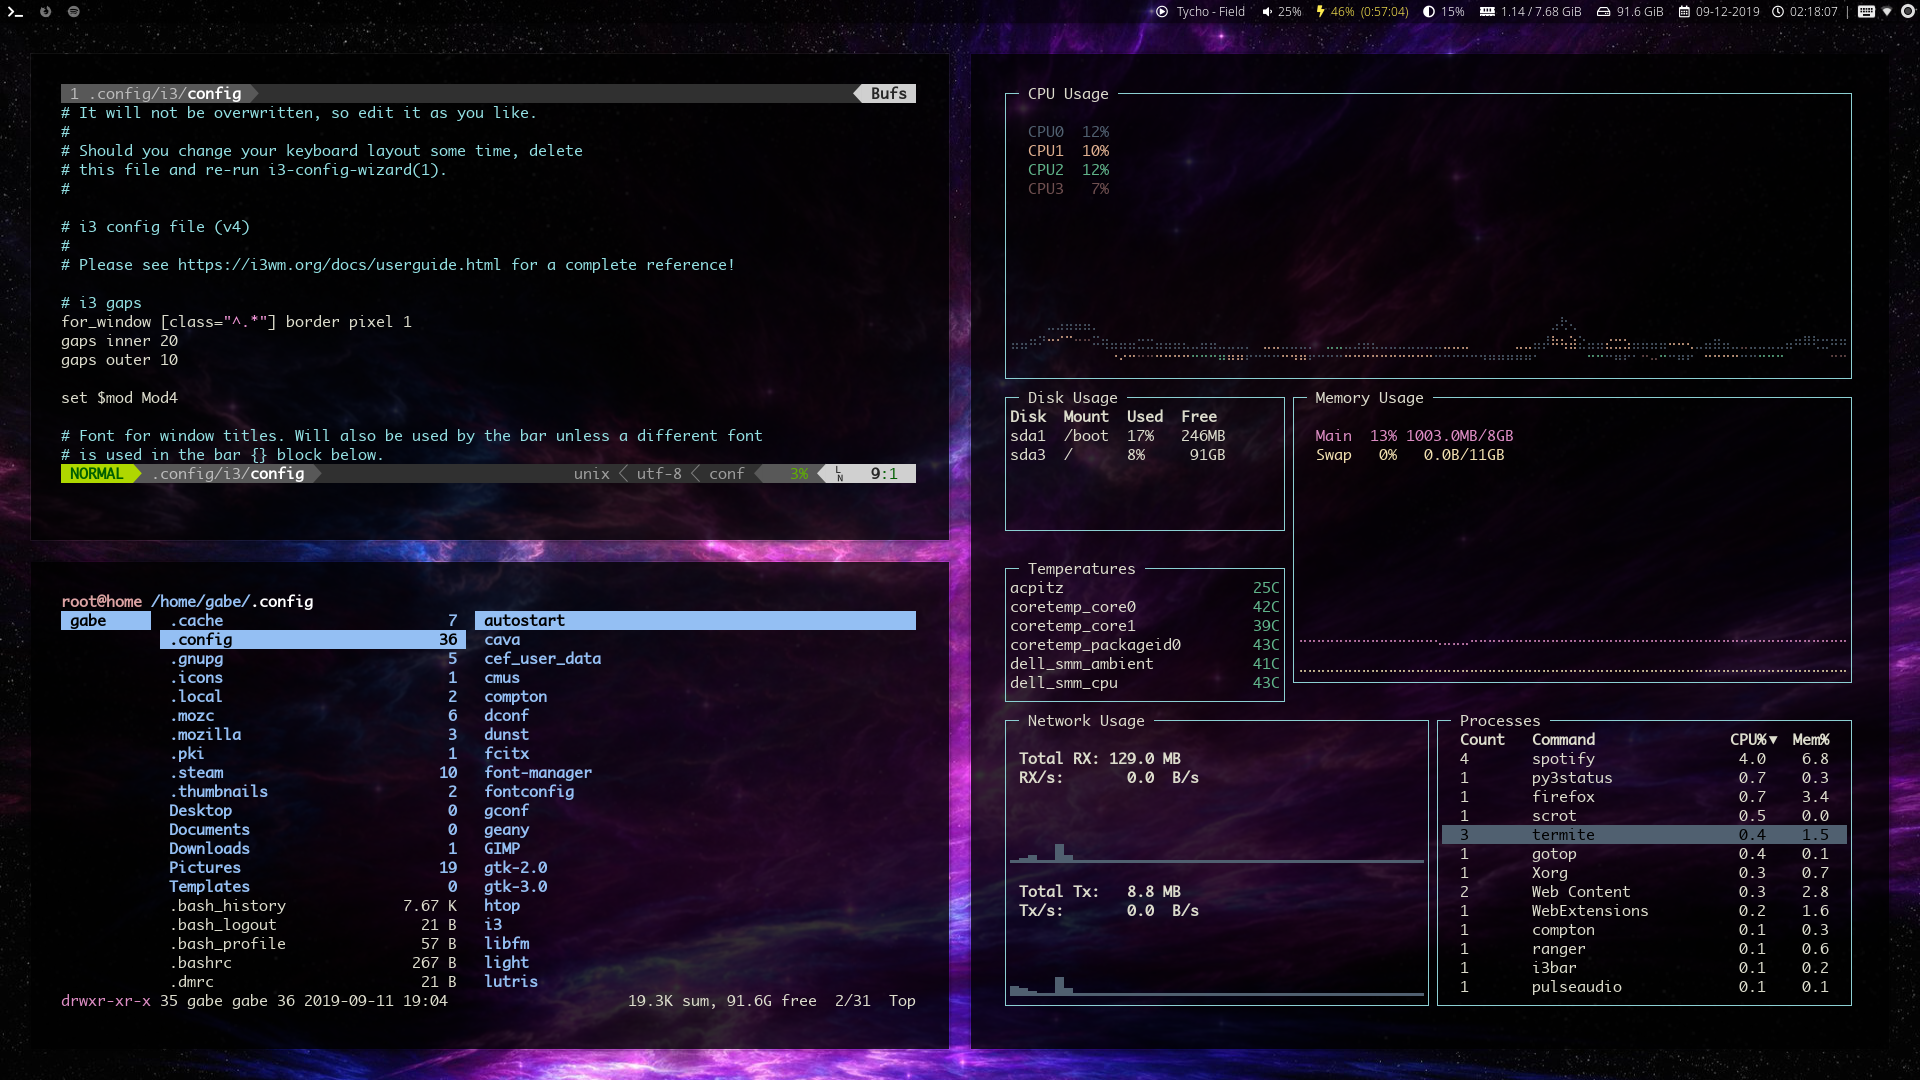 Tycho - Field 25% 46% (0:57:04) 15% 1.14 / 7.68 GiB 91.6 GiB 09-12-2019 02:18:07 |
1 .config/i3/config Bufs
# It will not be overwritten, so edit it as you like.
#
# Should you change your keyboard layout some time, delete
# this file and re-run i3-config-wizard(1).
#
# i3 config file (v4)
#
# Please see https://i3wm.org/docs/userguide.html for a complete reference!
# i3 gaps
for_window [class="^.*"] border pixel 1
gaps inner 20
gaps outer 10
set $mod Mod4
# Font for window titles. Will also be used by the bar unless a different font
# is used in the bar {} block below.
NORMAL .config/i3/config unix utf-8 conf 3% LN 9:1
root@home /home/gabe/.config
gabe .cache 7 autostart
.config 36 cava
.gnupg 5 cef_user_data
.icons 1 cmus
.local 2 compton
.mozc 6 dconf
.mozilla 3 dunst
.pki 1 fcitx
.steam 10 font-manager
.thumbnails 2 fontconfig
Desktop 0 gconf
Documents 0 geany
Downloads 1 GIMP
Pictures 19 gtk-2.0
Templates 0 gtk-3.0
.bash_history 7.67 K htop
.bash_logout 21 B i3
.bash_profile 57 B libfm
.bashrc 267 B light
.dmrc 21 B lutris
drwxr-xr-x 35 gabe gabe 36 2019-09-11 19:04 19.3K sum, 91.6G free 2/31 Top
CPU Usage
CPU0 12%
CPU1 10%
CPU2 12%
CPU3 7%
Disk Usage
Disk Mount Used Free
sda1 /boot 17% 246MB
sda3 / 8% 91GB
Memory Usage
Main 13% 1003.0MB/8GB
Swap 0% 0.0B/11GB
Temperatures
acpitz 25C
coretemp_core0 42C
coretemp_core1 39C
coretemp_packageid0 43C
dell_smm_ambient 41C
dell_smm_cpu 43C
Network Usage
Total RX: 129.0 MB
RX/s: 0.0 B/s
Total Tx: 8.8 MB
Tx/s: 0.0 B/s
Processes
Count Command CPU%▼ Mem%
4 spotify 4.0 6.8
1 py3status 0.7 0.3
1 firefox 0.7 3.4
1 scrot 0.5 0.0
3 termite 0.4 1.5
1 gotop 0.4 0.1
1 Xorg 0.3 0.7
2 Web Content 0.3 2.8
1 WebExtensions 0.2 1.6
1 compton 0.1 0.3
1 ranger 0.1 0.6
1 i3bar 0.1 0.2
1 pulseaudio 0.1 0.1